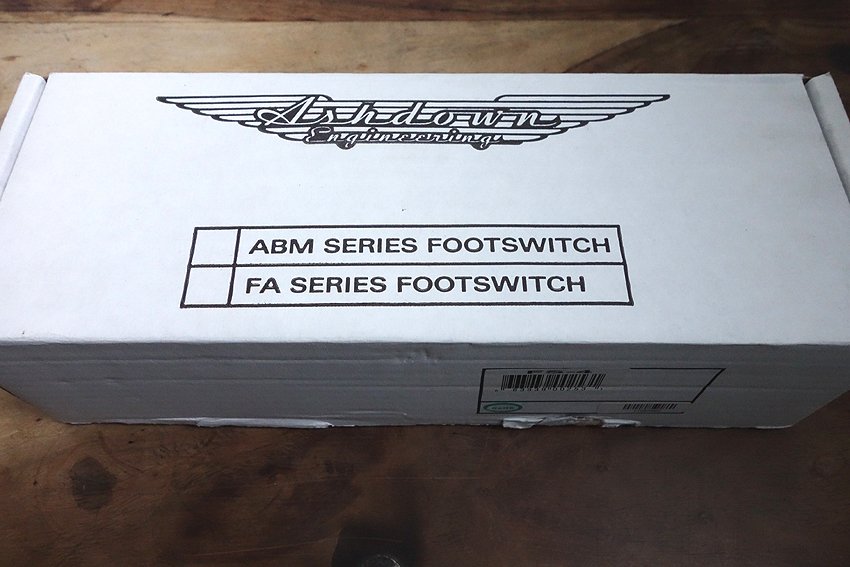 Ashdown
Engineering
ABM SERIES FOOTSWITCH
FA SERIES FOOTSWITCH